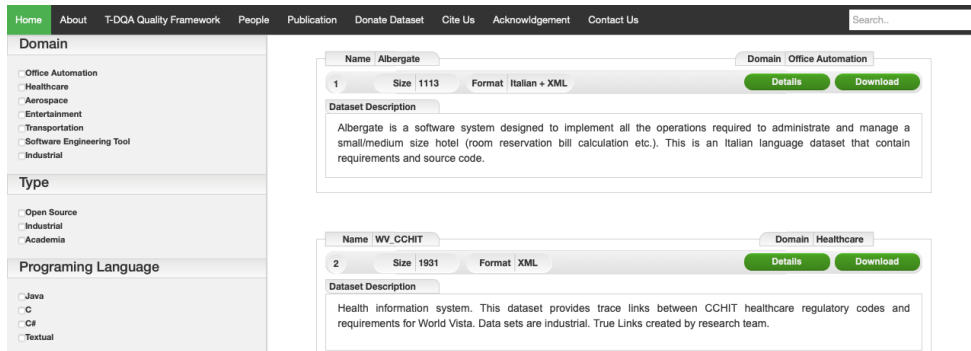 Home About T-DQA Quality Framework People Publication Donate Dataset Cite Us Acknowldgement Contact Us Search..
Domain
Office Automation
Healthcare
Aerospace
Entertainment
Transportation
Software Engineering Tool
Industrial
Type
Open Source
Industrial
Academia
Programing Language
Java
C
C#
Textual
Name Albergate Domain Office Automation
1 Size 1113 Format Italian + XML Details Download
Dataset Description
Albergate is a software system designed to implement all the operations required to administrate and manage a
small/medium size hotel (room reservation bill calculation etc.). This is an Italian language dataset that contain
requirements and source code.
Name WV_CCHIT Domain Healthcare
2 Size 1931 Format XML Details Download
Dataset Description
Health information system. This dataset provides trace links between CCHIT healthcare regulatory codes and
requirements for World Vista. Data sets are industrial. True Links created by research team.